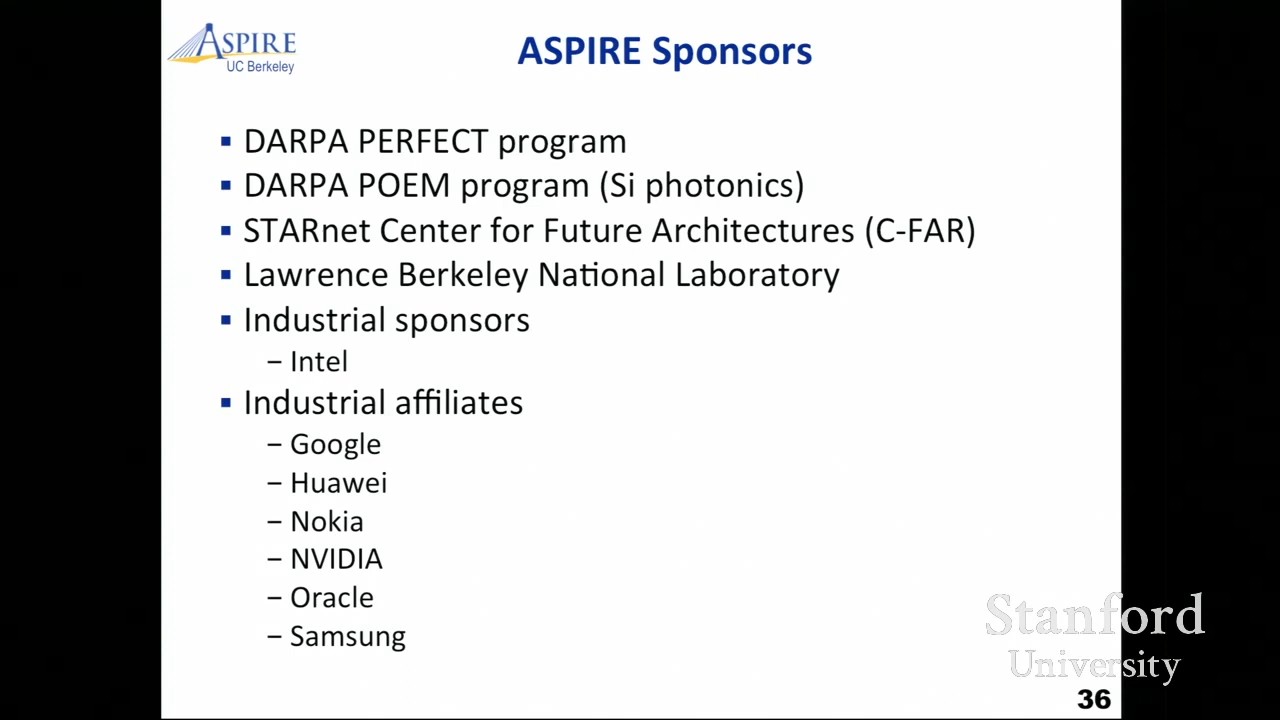 ASPIRE
UC Berkeley
ASPIRE Sponsors
▪ DARPA PERFECT program
▪ DARPA POEM program (Si photonics)
▪ STARnet Center for Future Architectures (C-FAR)
▪ Lawrence Berkeley National Laboratory
▪ Industrial sponsors
– Intel
▪ Industrial affiliates
– Google
– Huawei
– Nokia
– NVIDIA
– Oracle
– Samsung
Stanford
University
36